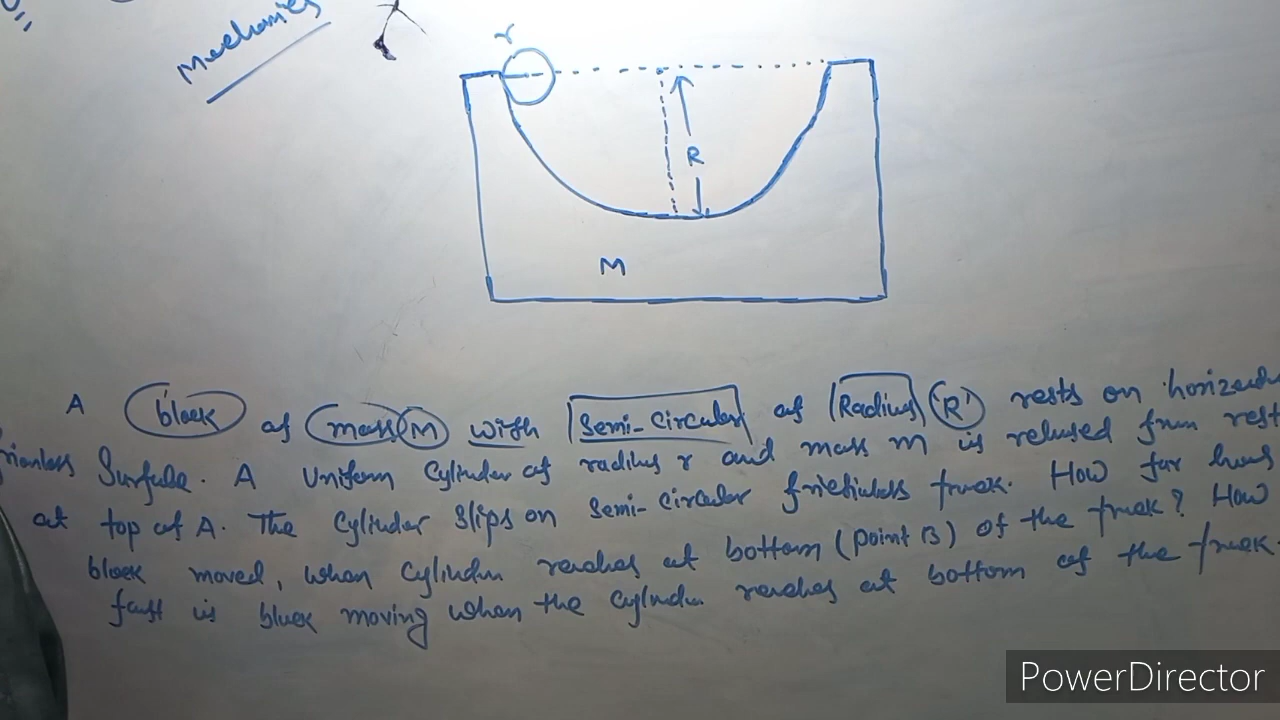 Mechanics
r
R
M
A block of mass M with Semi-Circular of Radius 'R' rests on horizontal
Surface. A Uniform Cylinder of radius r and mass m is relesed from rest
at top of A. The Cylinder Slips on Semi-Circular frictionless track. How far has
block moved, when Cylinder reaches at bottom (Point B) of the track? How
fast is block moving when the Cylinder reaches at bottom of the track.
PowerDirector